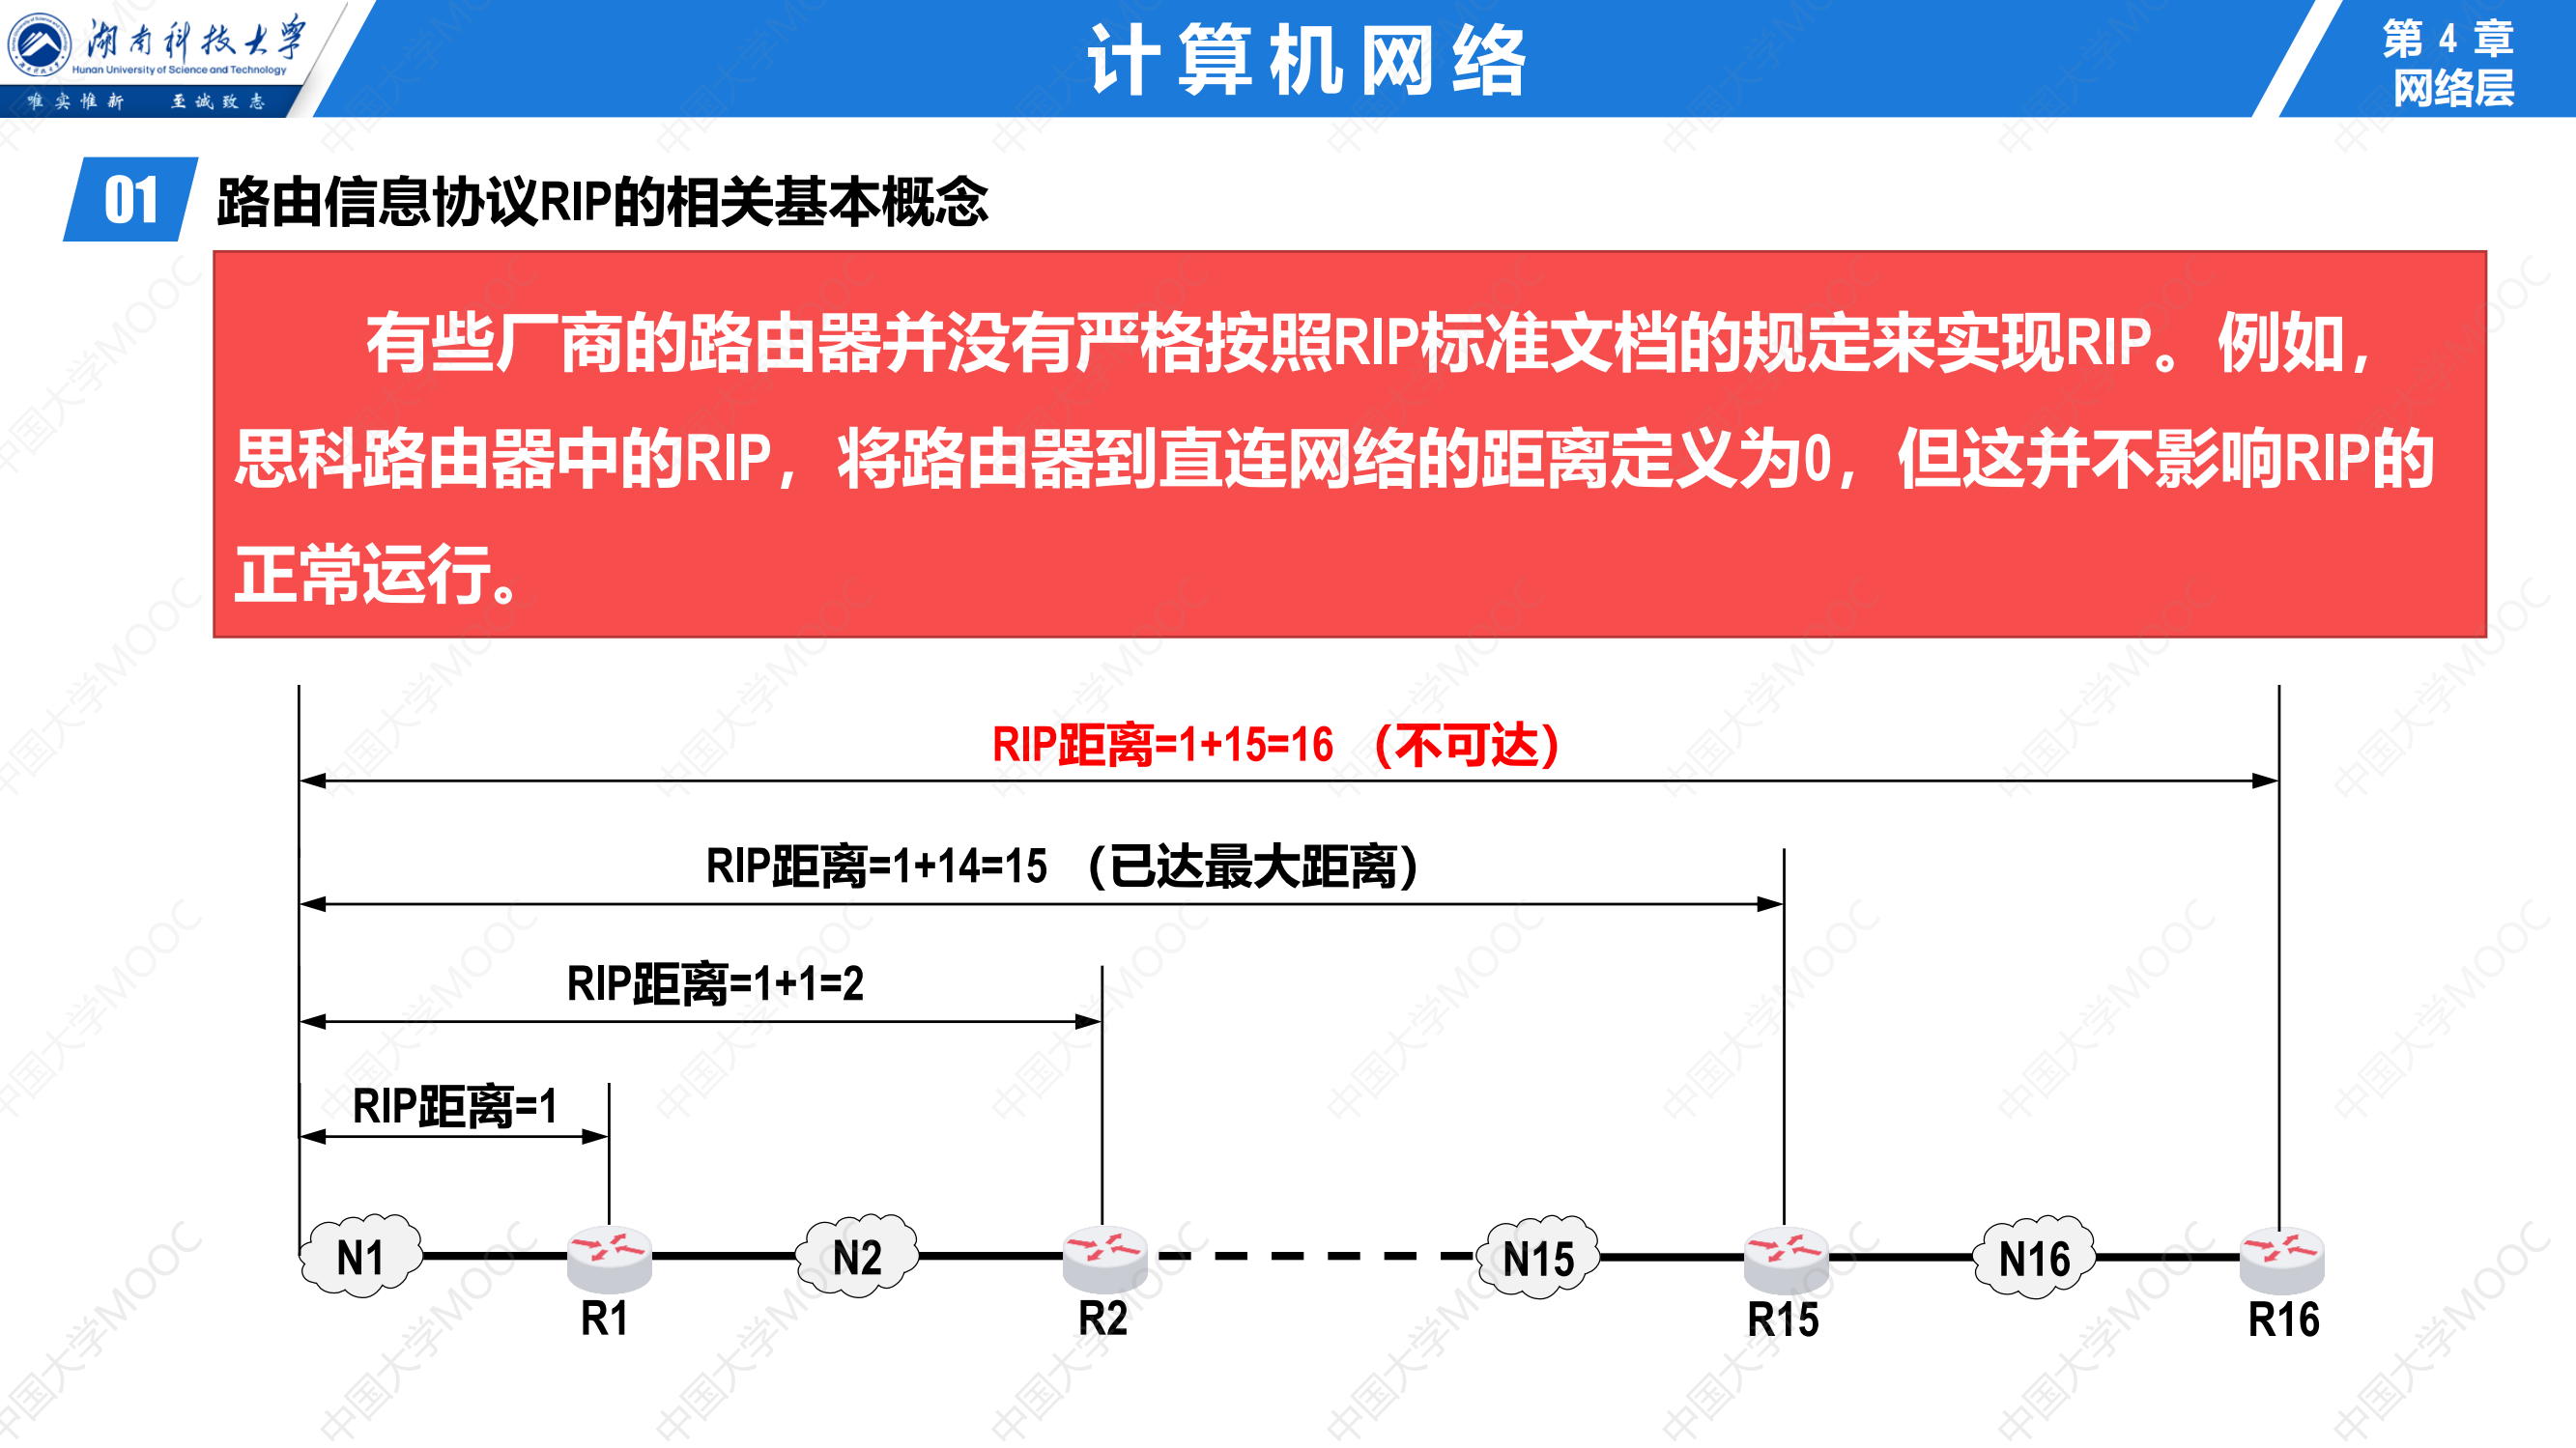 湖南科技大学
Hunan University of Science and Technology
唯实惟新 至诚致志
计算机网络
第 4 章
网络层
01 路由信息协议RIP的相关基本概念
有些厂商的路由器并没有严格按照RIP标准文档的规定来实现RIP。例如，
思科路由器中的RIP，将路由器到直连网络的距离定义为0，但这并不影响RIP的
正常运行。
RIP距离=1+15=16（不可达）
RIP距离=1+14=15（已达最大距离）
RIP距离=1+1=2
RIP距离=1
N1 N2 N15 N16
R1 R2 R15 R16
中国大学MOOC